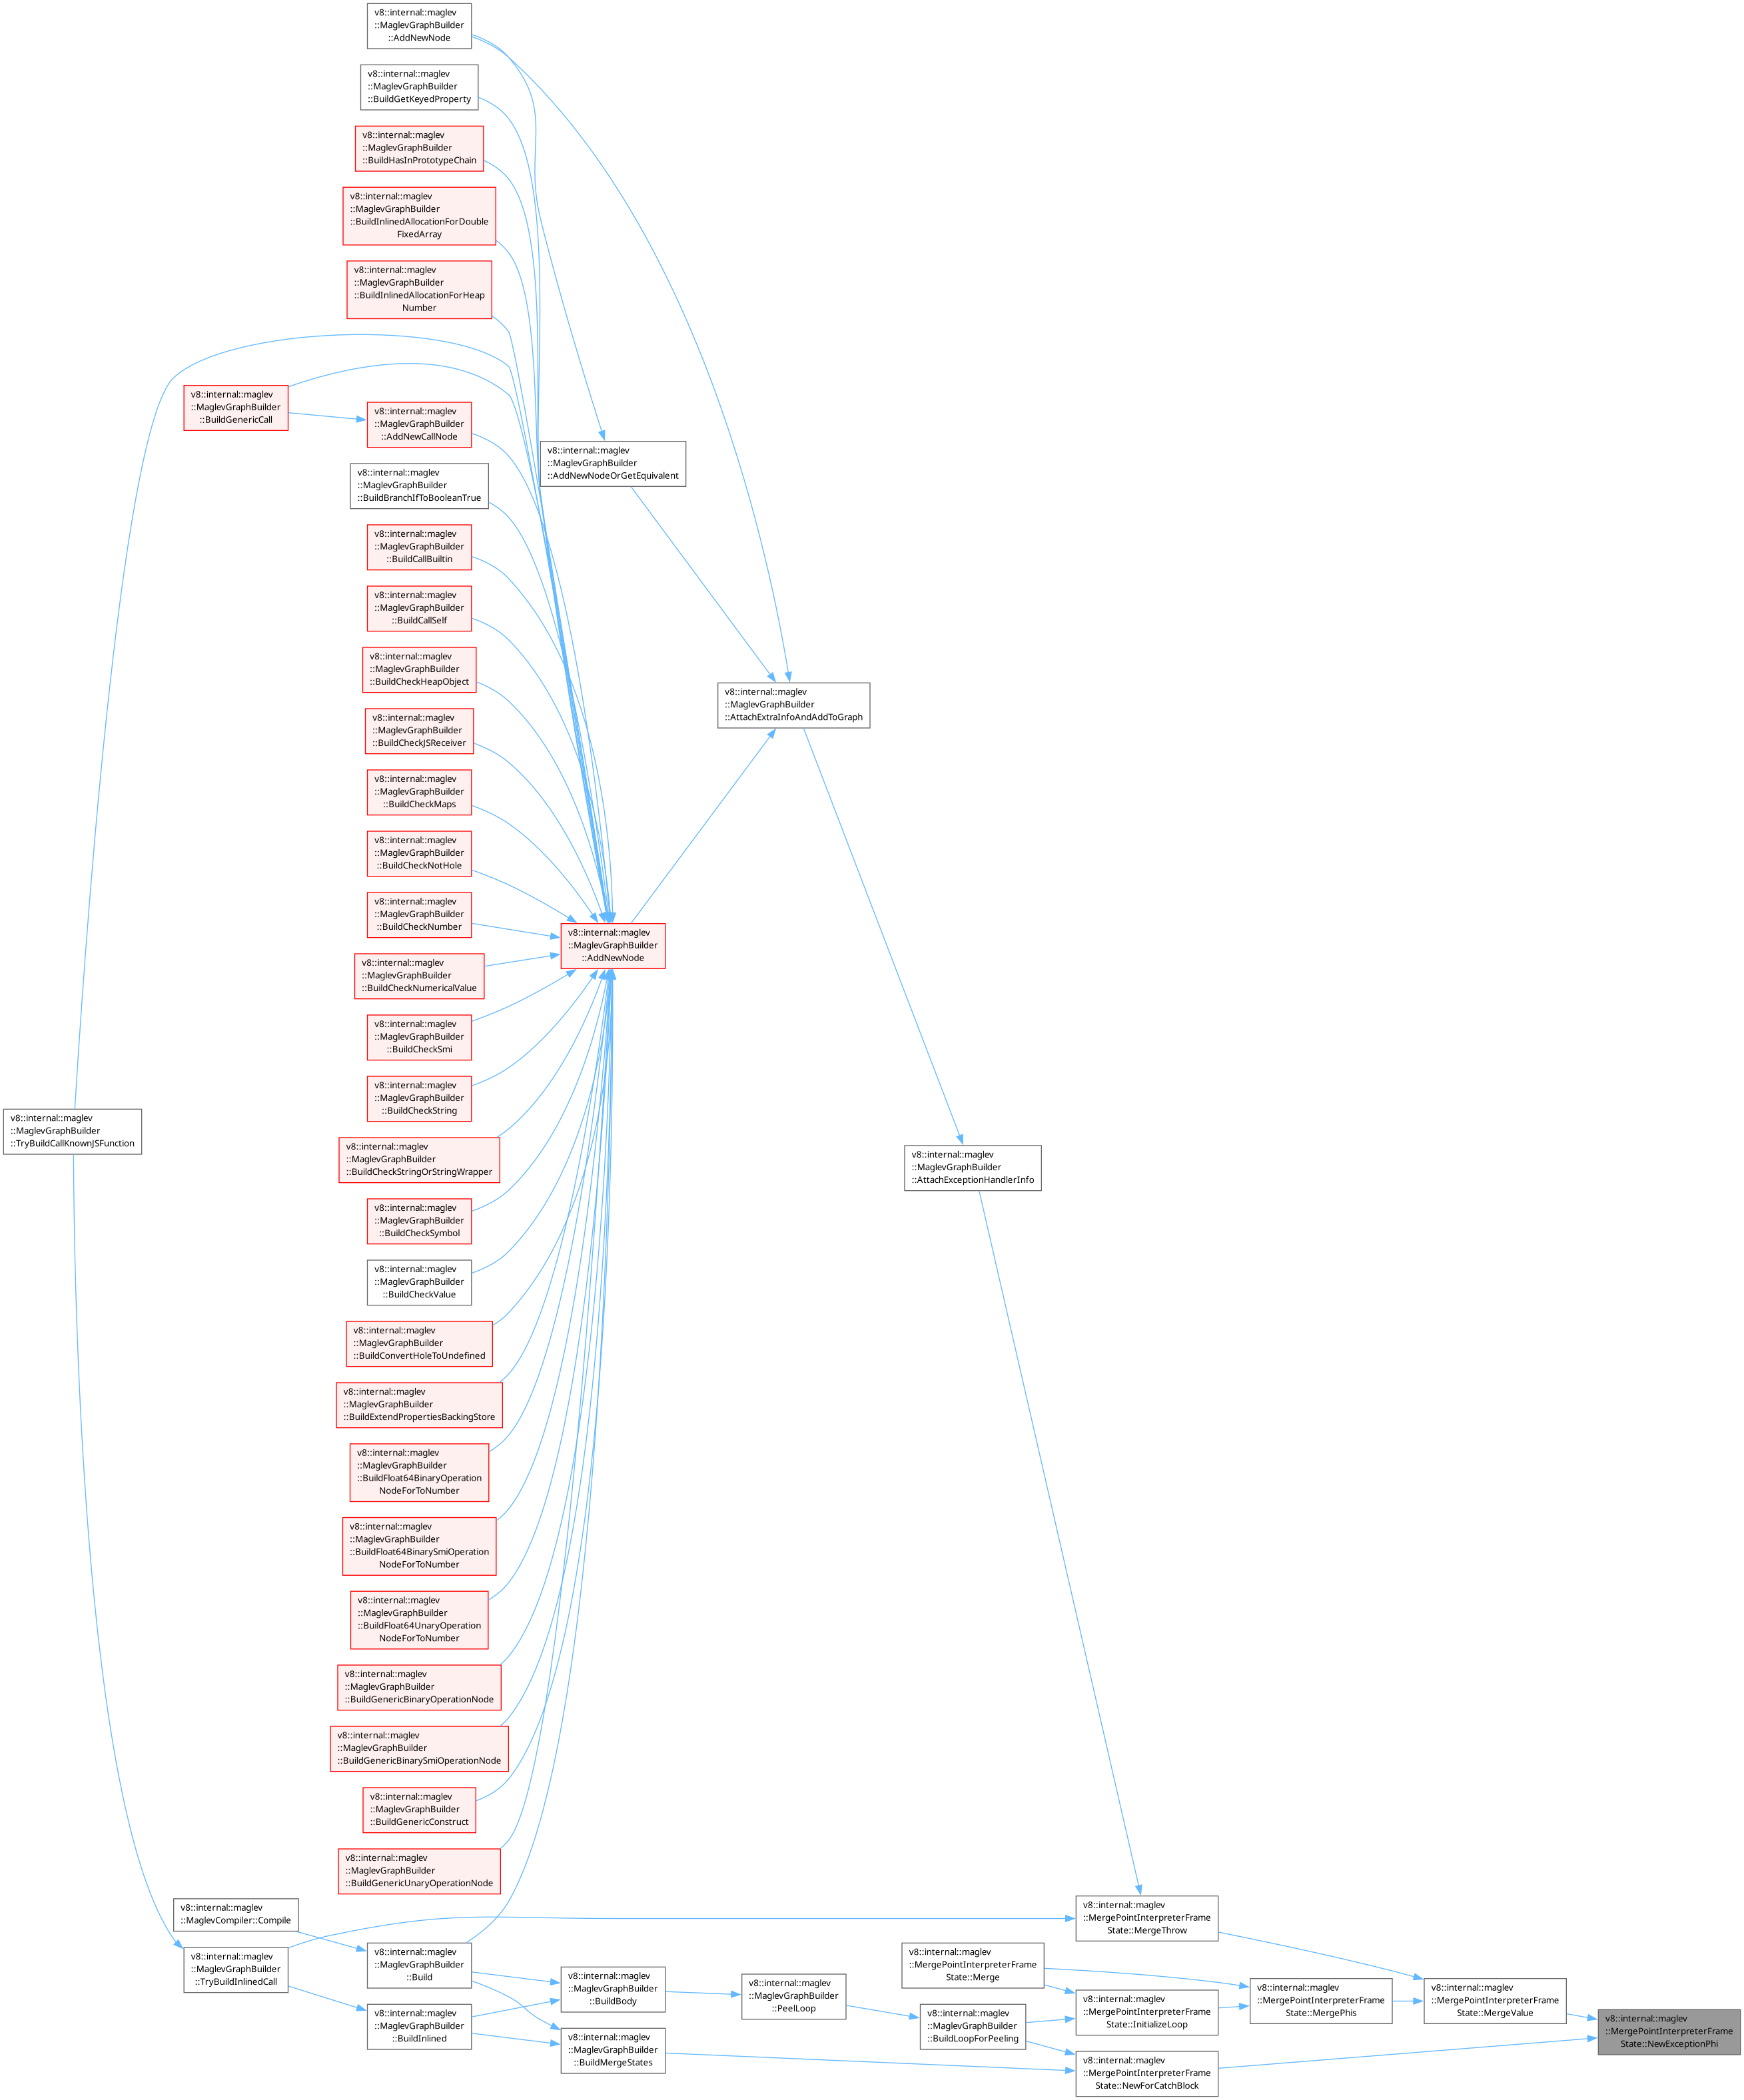 v8::internal::maglev
::MaglevGraphBuilder
::AddNewNode
v8::internal::maglev
::MaglevGraphBuilder
::BuildGetKeyedProperty
v8::internal::maglev
::MaglevGraphBuilder
::BuildHasInPrototypeChain
v8::internal::maglev
::MaglevGraphBuilder
::BuildInlinedAllocationForDouble
FixedArray
v8::internal::maglev
::MaglevGraphBuilder
::BuildInlinedAllocationForHeap
Number
v8::internal::maglev
::MaglevGraphBuilder
::BuildGenericCall
v8::internal::maglev
::MaglevGraphBuilder
::AddNewCallNode
v8::internal::maglev
::MaglevGraphBuilder
::AddNewNodeOrGetEquivalent
v8::internal::maglev
::MaglevGraphBuilder
::BuildBranchIfToBooleanTrue
v8::internal::maglev
::MaglevGraphBuilder
::BuildCallBuiltin
v8::internal::maglev
::MaglevGraphBuilder
::BuildCallSelf
v8::internal::maglev
::MaglevGraphBuilder
::BuildCheckHeapObject
v8::internal::maglev
::MaglevGraphBuilder
::AttachExtraInfoAndAddToGraph
v8::internal::maglev
::MaglevGraphBuilder
::BuildCheckJSReceiver
v8::internal::maglev
::MaglevGraphBuilder
::BuildCheckMaps
v8::internal::maglev
::MaglevGraphBuilder
::BuildCheckNotHole
v8::internal::maglev
::MaglevGraphBuilder
::BuildCheckNumber
v8::internal::maglev
::MaglevGraphBuilder
::AddNewNode
v8::internal::maglev
::MaglevGraphBuilder
::BuildCheckNumericalValue
v8::internal::maglev
::MaglevGraphBuilder
::BuildCheckSmi
v8::internal::maglev
::MaglevGraphBuilder
::BuildCheckString
v8::internal::maglev
::MaglevGraphBuilder
::TryBuildCallKnownJSFunction
v8::internal::maglev
::MaglevGraphBuilder
::BuildCheckStringOrStringWrapper
v8::internal::maglev
::MaglevGraphBuilder
::AttachExceptionHandlerInfo
v8::internal::maglev
::MaglevGraphBuilder
::BuildCheckSymbol
v8::internal::maglev
::MaglevGraphBuilder
::BuildCheckValue
v8::internal::maglev
::MaglevGraphBuilder
::BuildConvertHoleToUndefined
v8::internal::maglev
::MaglevGraphBuilder
::BuildExtendPropertiesBackingStore
v8::internal::maglev
::MaglevGraphBuilder
::BuildFloat64BinaryOperation
NodeForToNumber
v8::internal::maglev
::MaglevGraphBuilder
::BuildFloat64BinarySmiOperation
NodeForToNumber
v8::internal::maglev
::MaglevGraphBuilder
::BuildFloat64UnaryOperation
NodeForToNumber
v8::internal::maglev
::MaglevGraphBuilder
::BuildGenericBinaryOperationNode
v8::internal::maglev
::MaglevGraphBuilder
::BuildGenericBinarySmiOperationNode
v8::internal::maglev
::MaglevGraphBuilder
::BuildGenericConstruct
v8::internal::maglev
::MaglevGraphBuilder
::BuildGenericUnaryOperationNode
v8::internal::maglev
::MaglevCompiler::Compile
v8::internal::maglev
::MergePointInterpreterFrame
State::MergeThrow
v8::internal::maglev
::MaglevGraphBuilder
::TryBuildInlinedCall
v8::internal::maglev
::MaglevGraphBuilder
::Build
v8::internal::maglev
::MergePointInterpreterFrame
State::Merge
v8::internal::maglev
::MaglevGraphBuilder
::BuildBody
v8::internal::maglev
::MaglevGraphBuilder
::PeelLoop
v8::internal::maglev
::MergePointInterpreterFrame
State::MergePhis
v8::internal::maglev
::MergePointInterpreterFrame
State::MergeValue
v8::internal::maglev
::MaglevGraphBuilder
::BuildInlined
v8::internal::maglev
::MaglevGraphBuilder
::BuildLoopForPeeling
v8::internal::maglev
::MergePointInterpreterFrame
State::InitializeLoop
v8::internal::maglev
::MergePointInterpreterFrame
State::NewExceptionPhi
v8::internal::maglev
::MaglevGraphBuilder
::BuildMergeStates
v8::internal::maglev
::MergePointInterpreterFrame
State::NewForCatchBlock